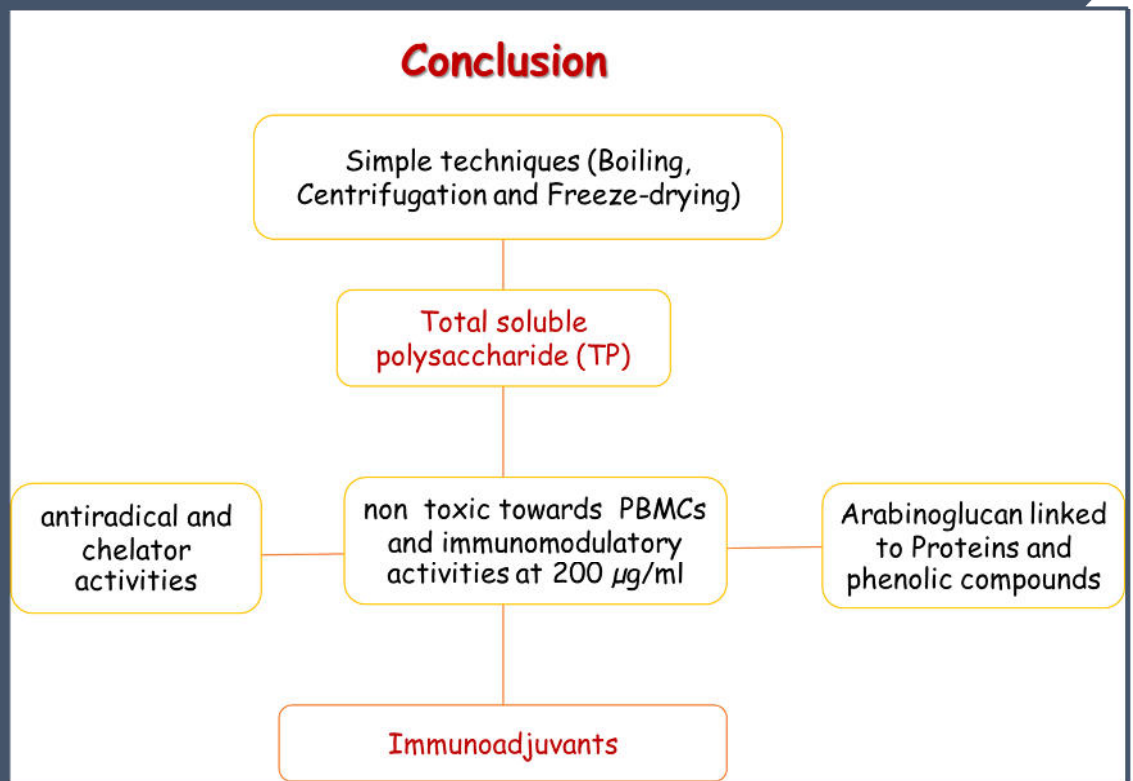 Conclusion
Simple techniques (Boiling,
Centrifugation and Freeze-drying)
Total soluble
polysaccharide (TP)
antiradical and
chelator
activities
non toxic towards PBMCs
and immunomodulatory
activities at 200 µg/ml
Arabinoglucan linked
to Proteins and
phenolic compounds
Immunoadjuvants